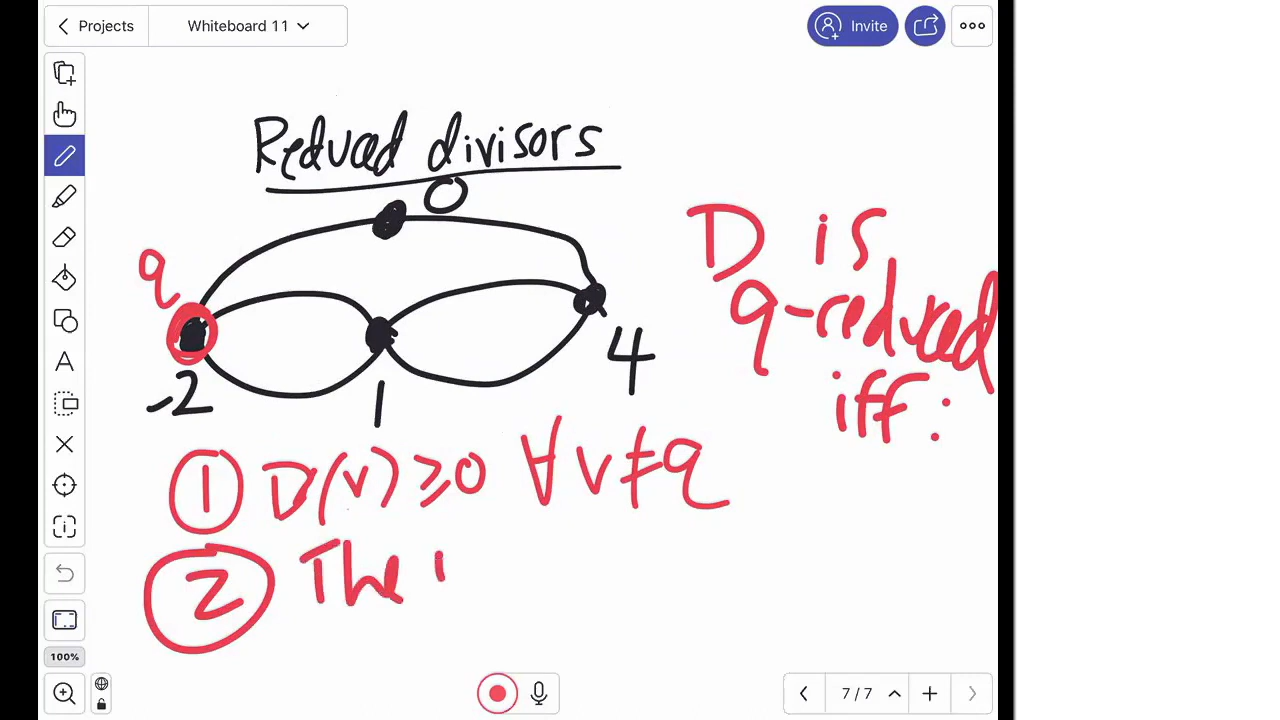 Projects
Whiteboard 11
Invite
Reduced divisors
0
q
-2
1
4
D is
q-reduced
iff:
① D(v) ≥ 0 ∀ v ≠ q
② The
100%
7 / 7